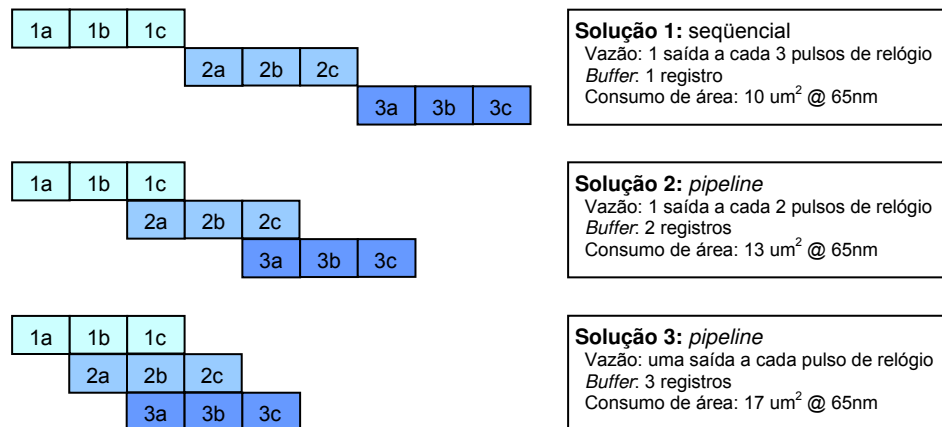 1a 1b 1c
2a 2b 2c
3a 3b 3c
Solução 1: seqüencial
Vazão: 1 saída a cada 3 pulsos de relógio
Buffer: 1 registro
Consumo de área: 10 um² @ 65nm
1a 1b 1c
2a 2b 2c
3a 3b 3c
Solução 2: pipeline
Vazão: 1 saída a cada 2 pulsos de relógio
Buffer: 2 registros
Consumo de área: 13 um² @ 65nm
1a 1b 1c
2a 2b 2c
3a 3b 3c
Solução 3: pipeline
Vazão: uma saída a cada pulso de relógio
Buffer: 3 registros
Consumo de área: 17 um² @ 65nm